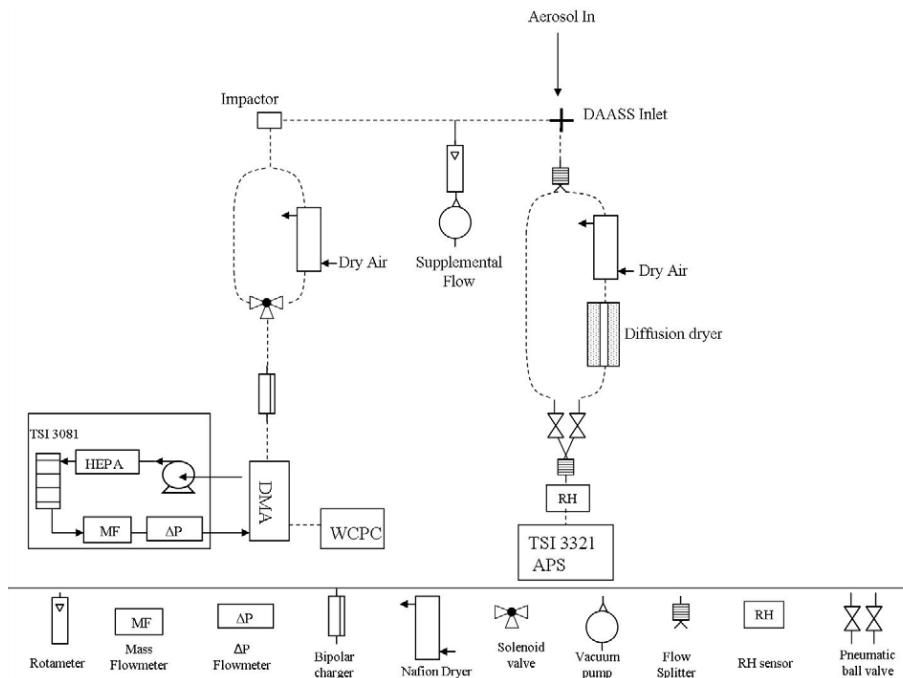 Aerosol In
Impactor
DAASS Inlet
Dry Air
Supplemental
Flow
Dry Air
Diffusion dryer
TSI 3081
HEPA
MF
ΔP
DMA
WCPC
RH
TSI 3321
APS
MF
ΔP
RH
Rotameter
Mass
Flowmeter
ΔP
Flowmeter
Bipolar
charger
Nafion Dryer
Solenoid
valve
Vacuum
pump
Flow
Splitter
RH sensor
Pneumatic
ball valve